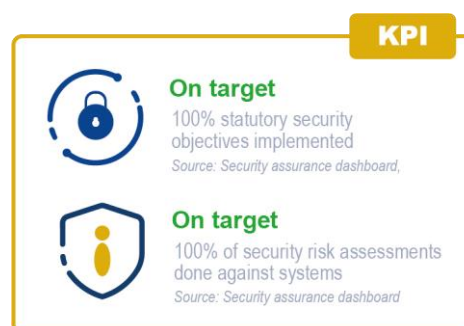 KPI
On target
100% statutory security
objectives implemented
Source: Security assurance dashboard,
On target
100% of security risk assessments
done against systems
Source: Security assurance dashboard